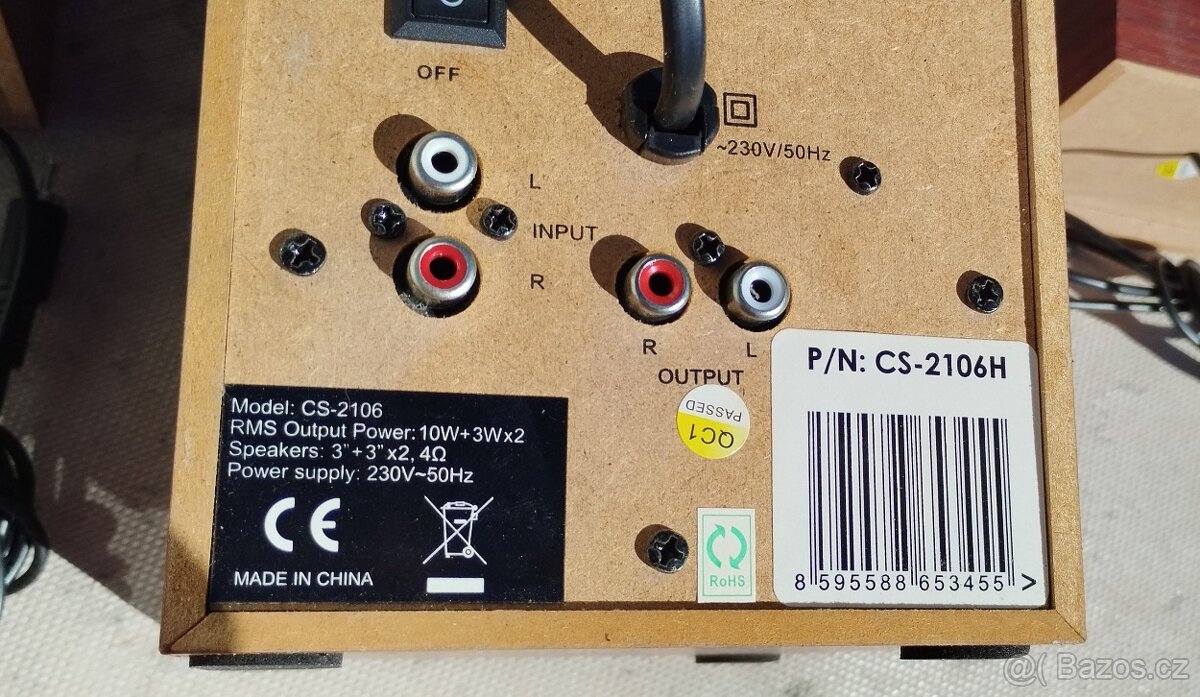 OFF
~230V/50Hz
L
INPUT
R
R L
OUTPUT
P/N: CS-2106H
QC1
PASSED
Model: CS-2106
RMS Output Power:10W+3Wx2
Speakers: 3"+3"x2, 4Ω
Power supply: 230V~50Hz
CE
MADE IN CHINA
RoHS
8 595588 653455 >
@( Bazos.cz